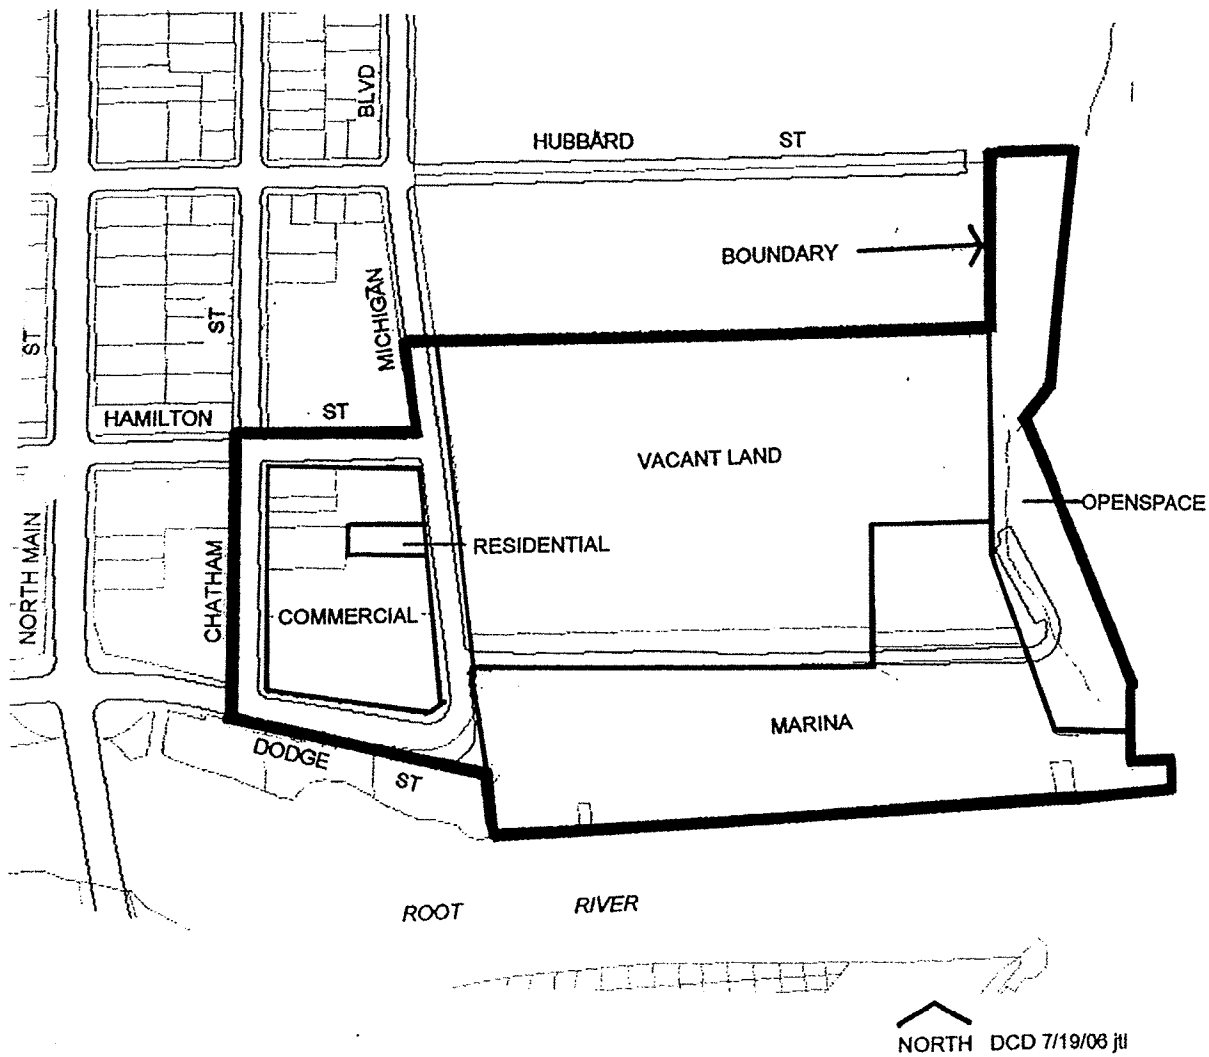 BLVD
HUBBARD ST
BOUNDARY
MICHIGAN
ST
ST
HAMILTON ST
VACANT LAND
OPENSPACE
NORTH MAIN
CHATHAM
RESIDENTIAL
COMMERCIAL
MARINA
DODGE ST
ROOT RIVER
NORTH DCD 7/19/06 jtl